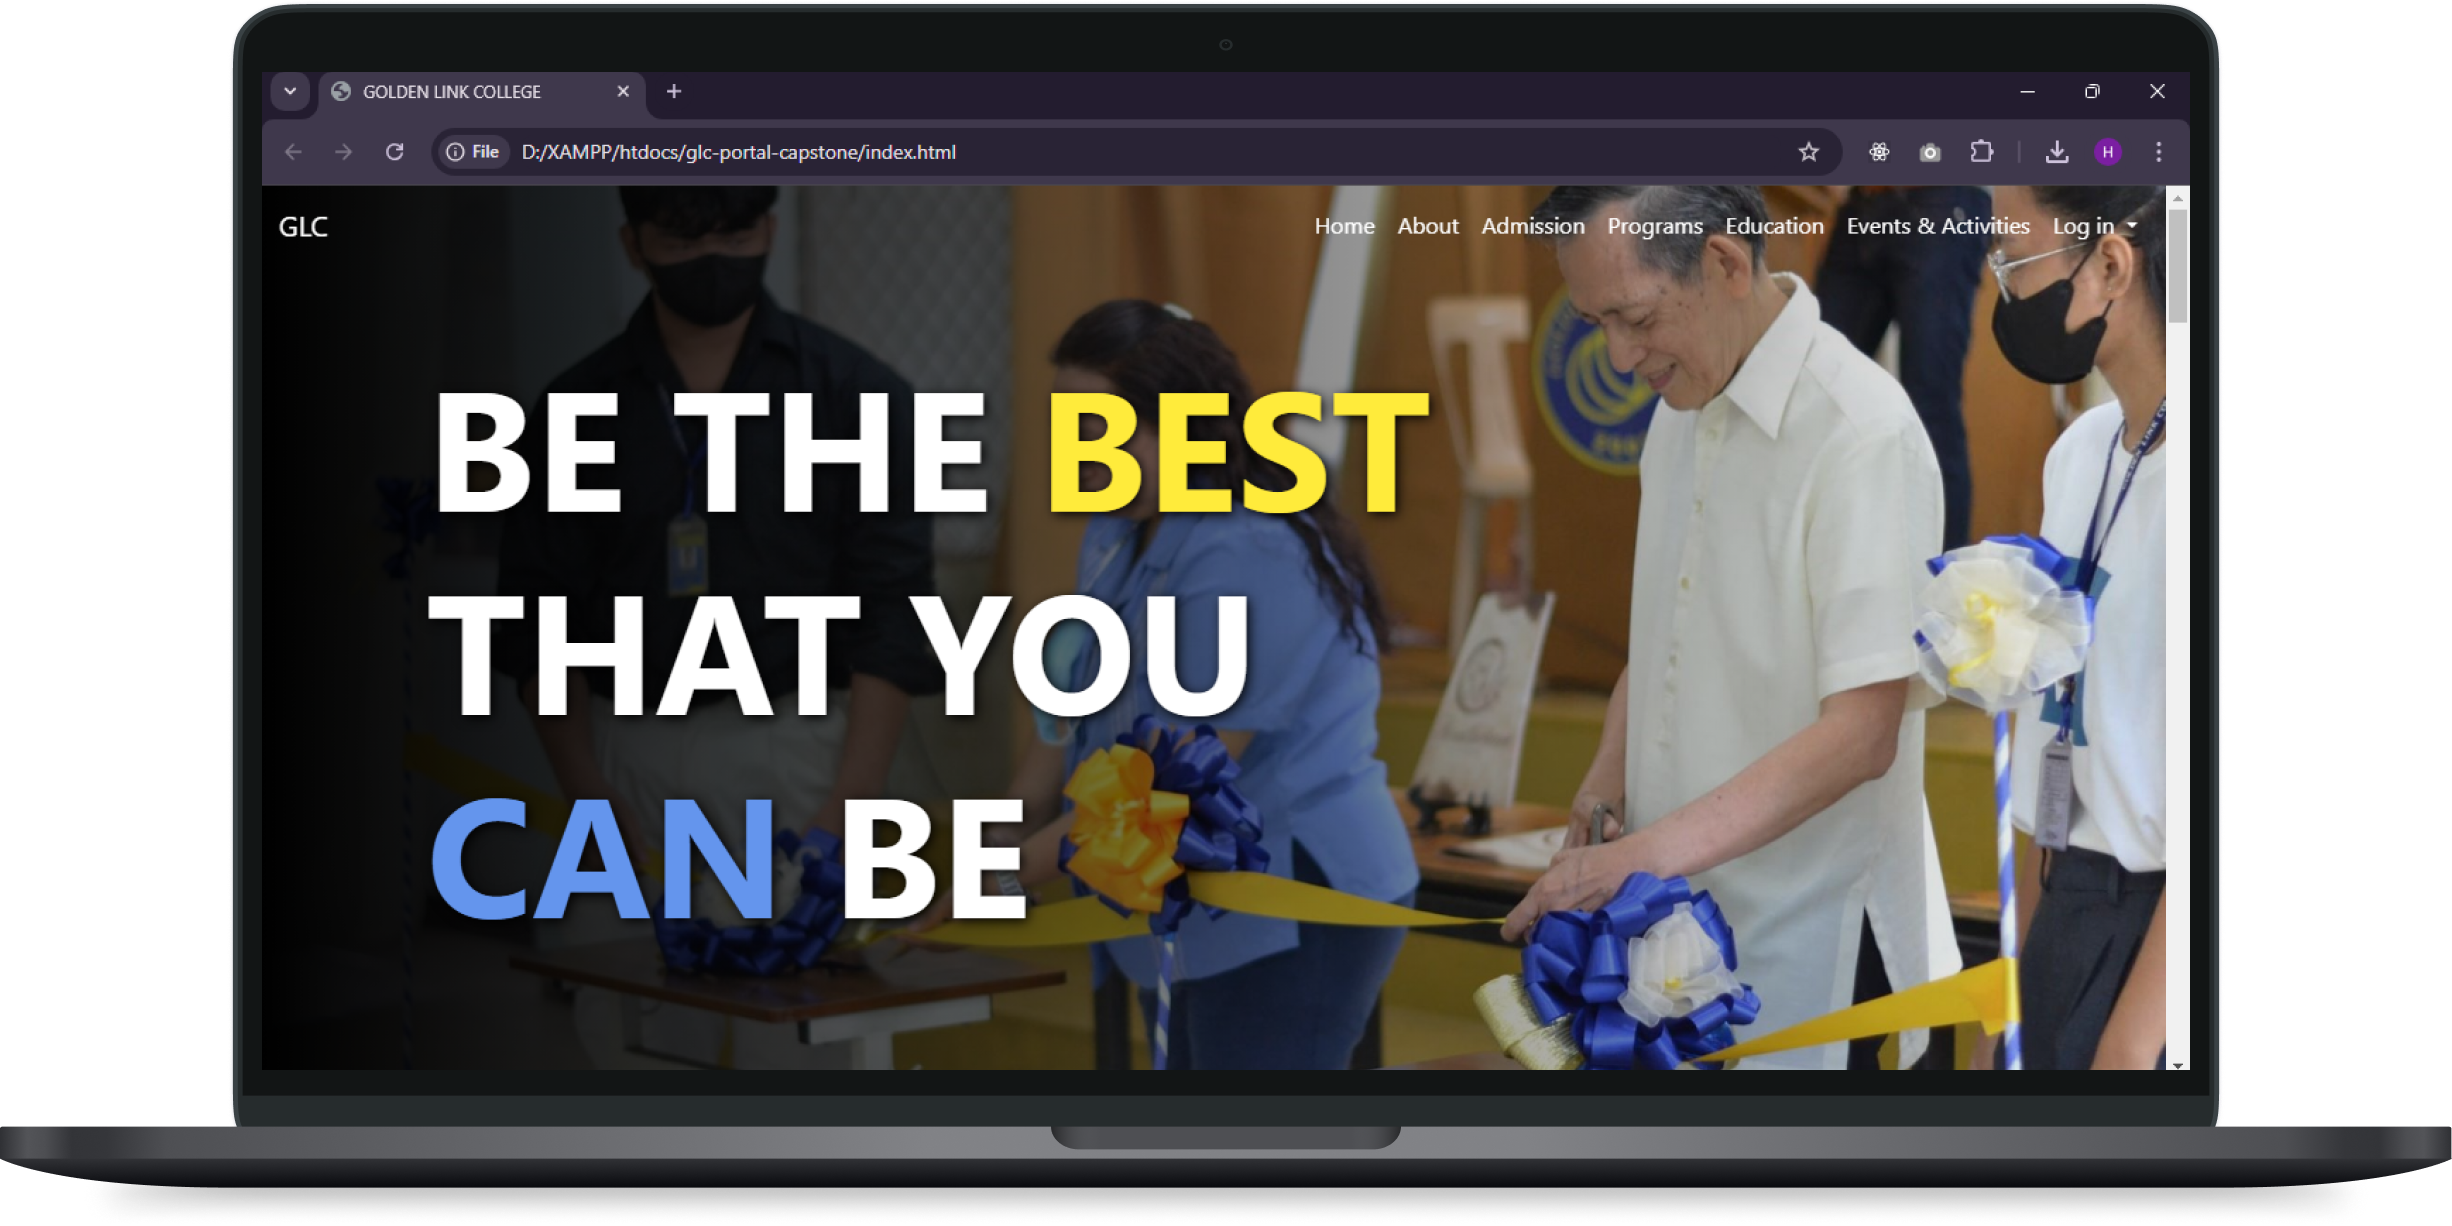 GOLDEN LINK COLLEGE
File D:/XAMPP/htdocs/glc-portal-capstone/index.html
H
GLC Home About Admission Programs Education Events & Activities Log in
BE THE BEST
THAT YOU
CAN BE